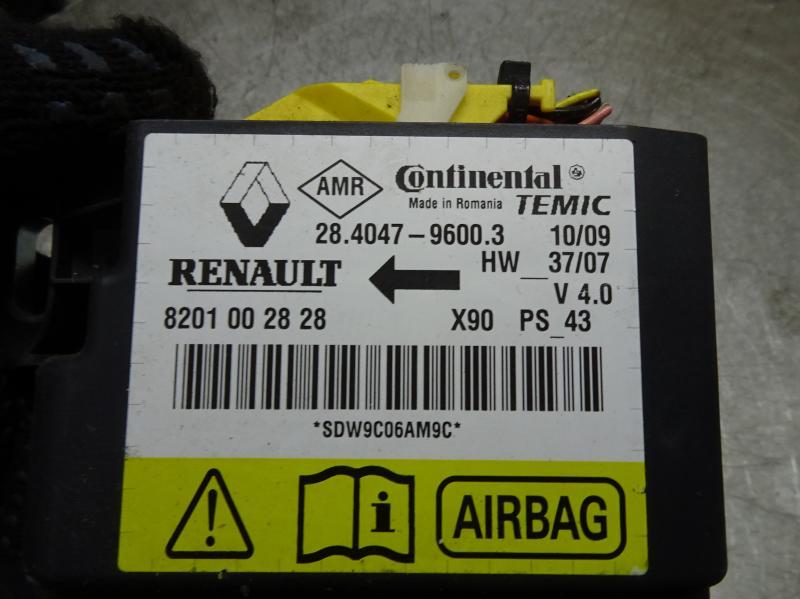 AMR
Continental
Made in Romania TEMIC
28.4047-9600.3 10/09
RENAULT HW__37/07
V 4.0
8201 00 28 28 X90 PS_43
*SDW9C06AM9C*
i AIRBAG